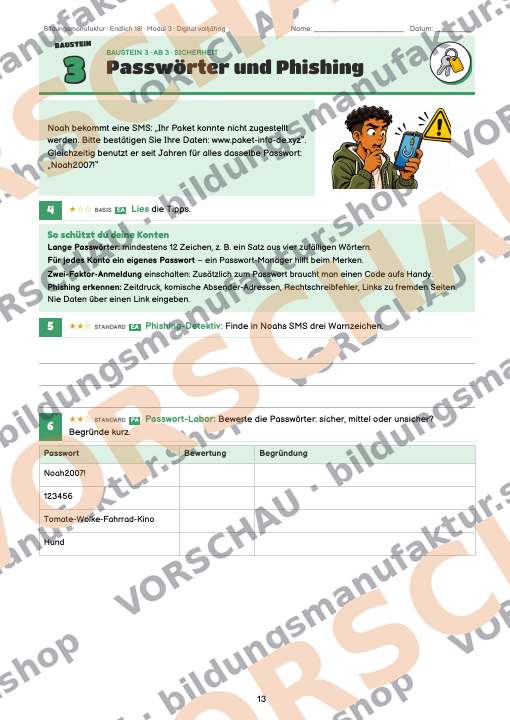 Bildungsmanufaktur · Endlich 18! · Modul 3 · Digital volljährig Name: Datum:
BAUSTEIN
3
BAUSTEIN 3 · AB 3 · SICHERHEIT
Passwörter und Phishing
Noah bekommt eine SMS: „Ihr Paket konnte nicht zugestellt
werden. Bitte bestätigen Sie Ihre Daten: www.paket-info-de.xyz“.
Gleichzeitig benutzt er seit Jahren für alles dasselbe Passwort:
„Noah2007!“
4 ★☆☆ BASIS EA Lies die Tipps.
So schützt du deine Konten
Lange Passwörter: mindestens 12 Zeichen, z. B. ein Satz aus vier zufälligen Wörtern.
Für jedes Konto ein eigenes Passwort – ein Passwort-Manager hilft beim Merken.
Zwei-Faktor-Anmeldung einschalten: Zusätzlich zum Passwort braucht man einen Code aufs Handy.
Phishing erkennen: Zeitdruck, komische Absender-Adressen, Rechtschreibfehler, Links zu fremden Seiten.
Nie Daten über einen Link eingeben.
5 ★★☆ STANDARD EA Phishing-Detektiv: Finde in Noahs SMS drei Warnzeichen.
6 ★★☆ STANDARD PA Passwort-Labor: Bewerte die Passwörter: sicher, mittel oder unsicher?
Begründe kurz.
Passwort Bewertung Begründung
Noah2007!
123456
Tomate-Wolke-Fahrrad-Kino
Hund
13
VORSCHAU · bildungsmanufaktur.shop
VORSCHAU